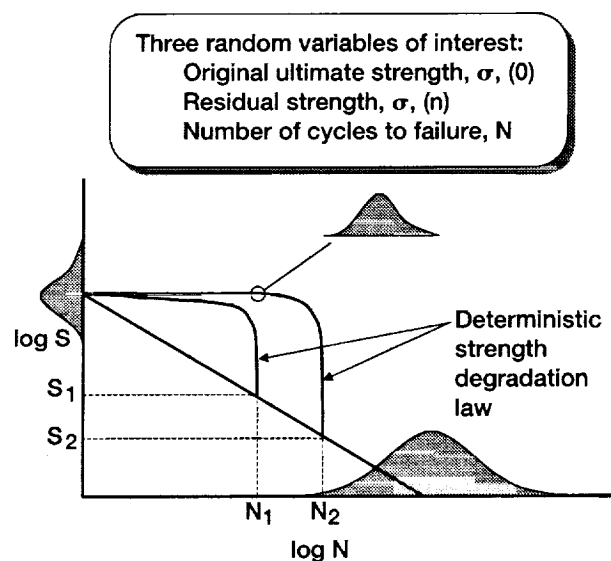 Three random variables of interest:
Original ultimate strength, σ, (0)
Residual strength, σ, (n)
Number of cycles to failure, N
log S
Deterministic
strength
degradation
law
S1
S2
N1
N2
log N